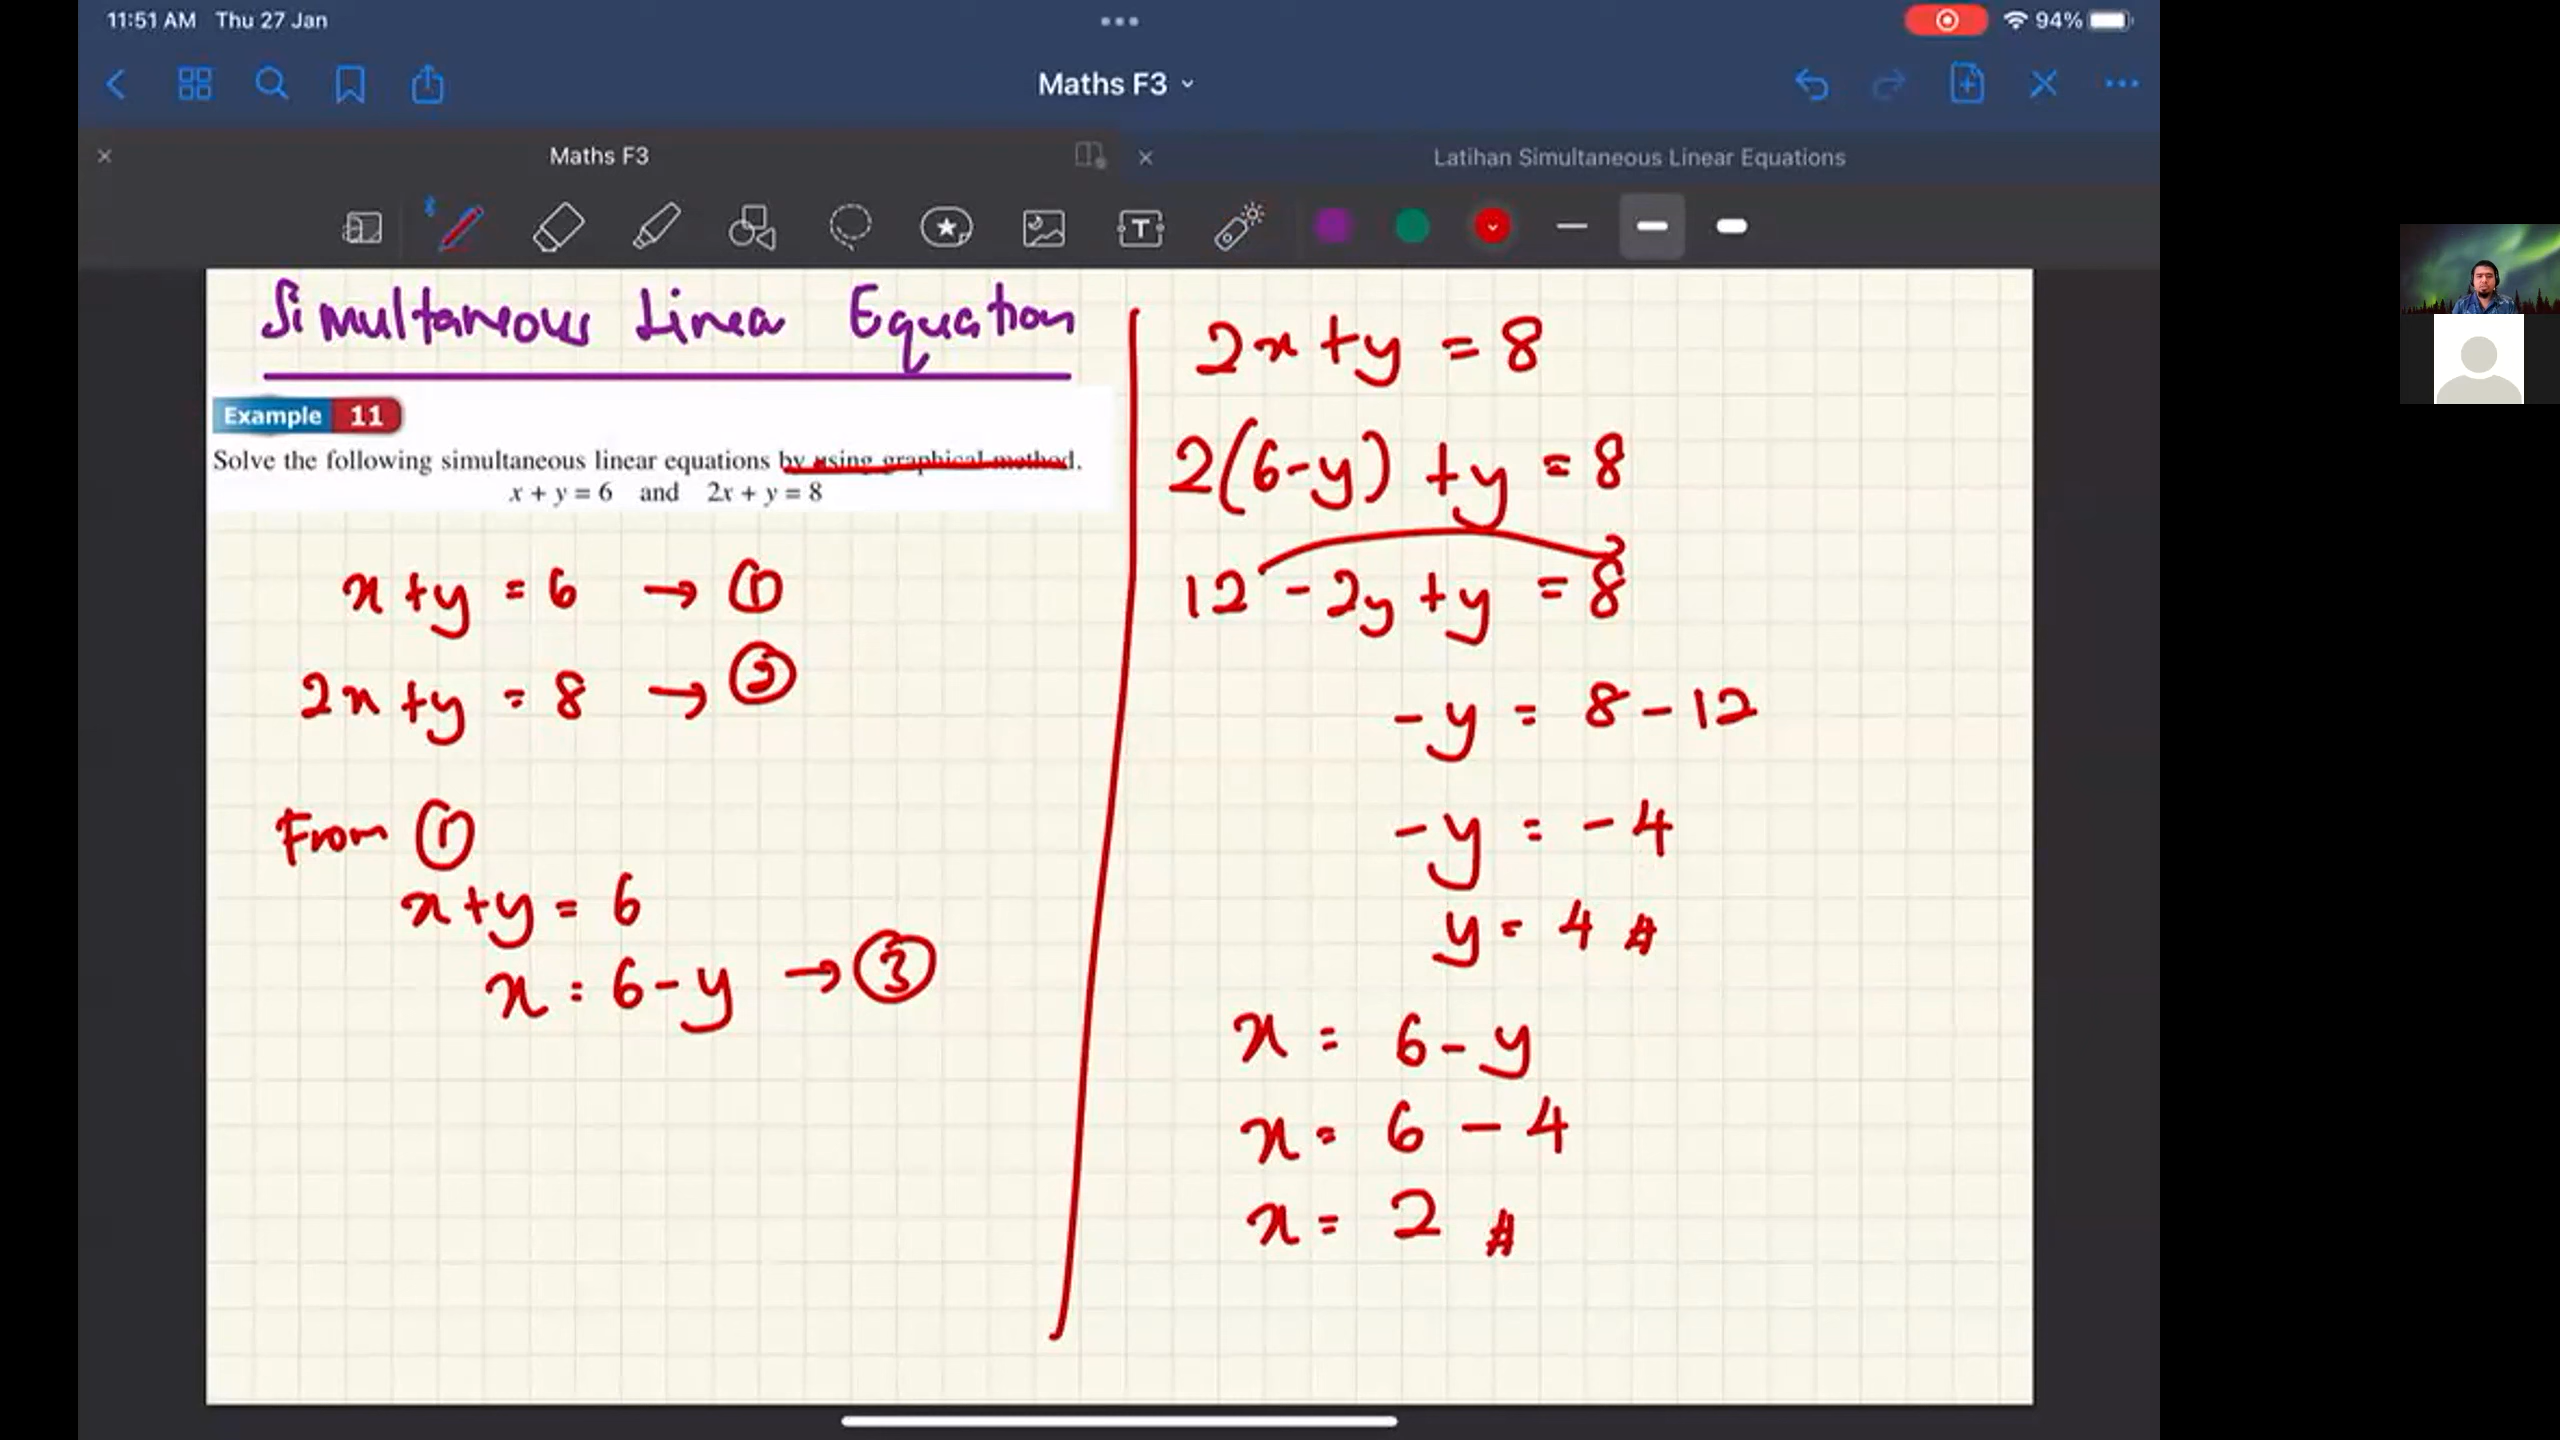 11:51 AM Thu 27 Jan
94%
Maths F3
Maths F3
Latihan Simultaneous Linear Equations
T
Simultaneous Linear Equation
Example 11
Solve the following simultaneous linear equations by using graphical method.
x + y = 6 and 2x + y = 8
x + y = 6 → ①
2x + y = 8 → ②
From ①
x + y = 6
x = 6 - y → ③
2x + y = 8
2(6 - y) + y = 8
12 - 2y + y = 8
- y = 8 - 12
- y = - 4
y = 4 #
x = 6 - y
x = 6 - 4
x = 2 #